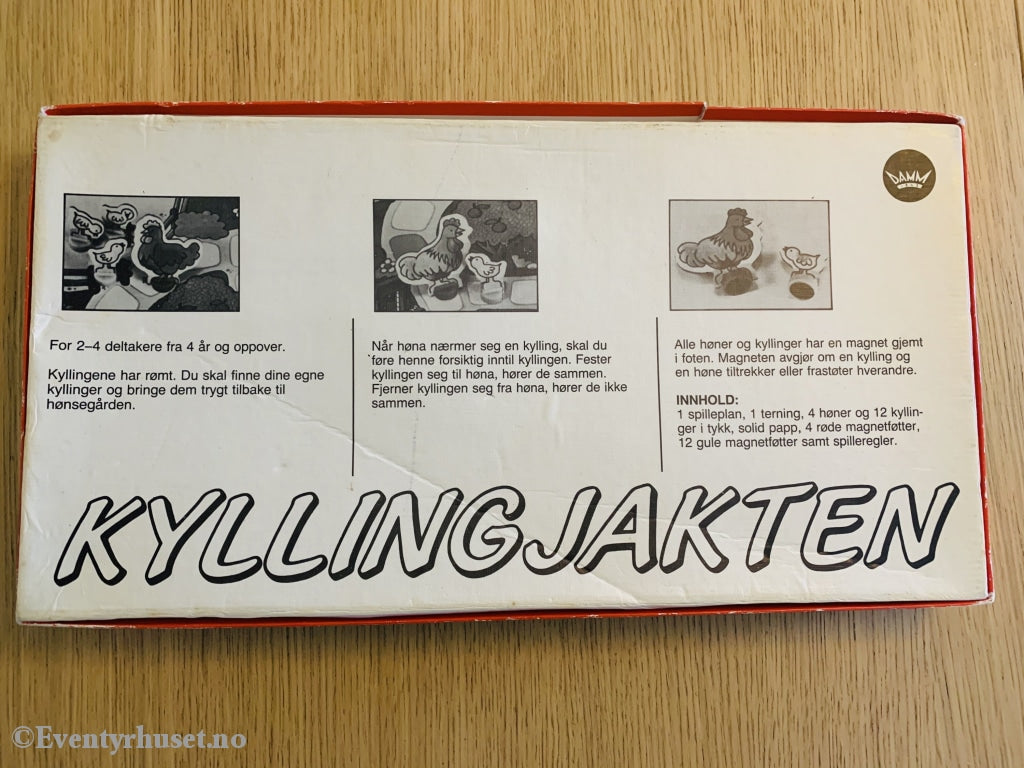 DAMM
For 2–4 deltakere fra 4 år og oppover.
Kyllingene har rømt. Du skal finne dine egne
kyllinger og bringe dem trygt tilbake til
hønsegården.
Når høna nærmer seg en kylling, skal du
føre henne forsiktig inntil kyllingen. Fester
kyllingen seg til høna, hører de sammen.
Fjerner kyllingen seg fra høna, hører de ikke
sammen.
Alle høner og kyllinger har en magnet gjemt
i foten. Magneten avgjør om en kylling og
en høne tiltrekker eller frastøter hverandre.
INNHOLD:
1 spilleplan, 1 terning, 4 høner og 12 kyllin-
ger i tykk, solid papp, 4 røde magnetføtter,
12 gule magnetføtter samt spilleregler.
KYLLINGJAKTEN
©Eventyrhuset.no